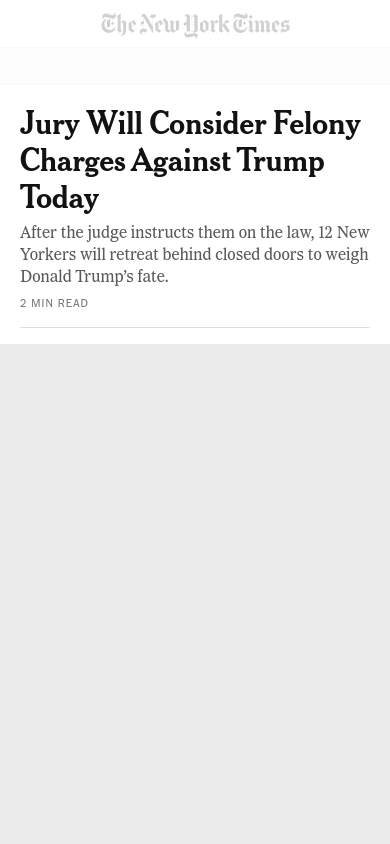 The New York Times
Jury Will Consider Felony
Charges Against Trump
Today
After the judge instructs them on the law, 12 New
Yorkers will retreat behind closed doors to weigh
Donald Trump’s fate.
2 MIN READ